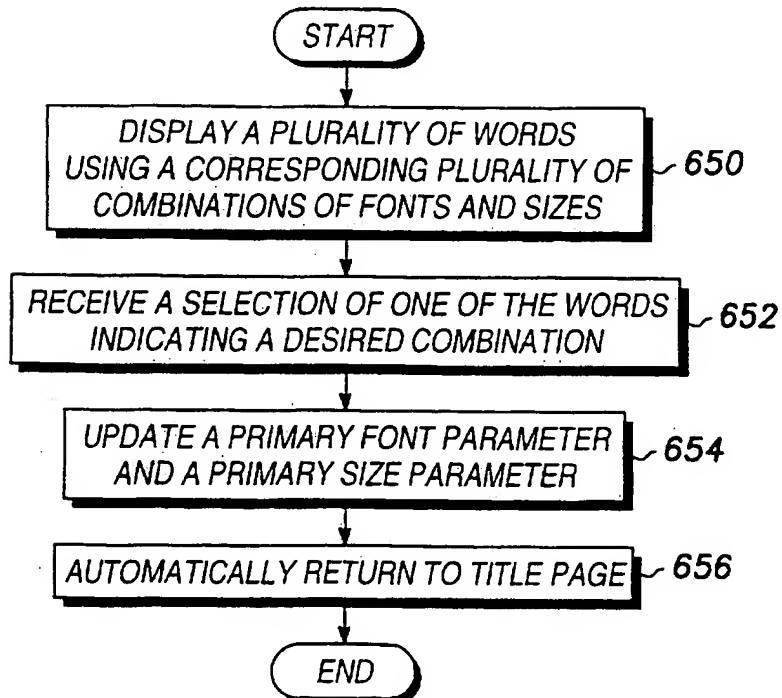 START
DISPLAY A PLURALITY OF WORDS
USING A CORRESPONDING PLURALITY OF
COMBINATIONS OF FONTS AND SIZES
650
RECEIVE A SELECTION OF ONE OF THE WORDS
INDICATING A DESIRED COMBINATION
652
UPDATE A PRIMARY FONT PARAMETER
AND A PRIMARY SIZE PARAMETER
654
AUTOMATICALLY RETURN TO TITLE PAGE
656
END